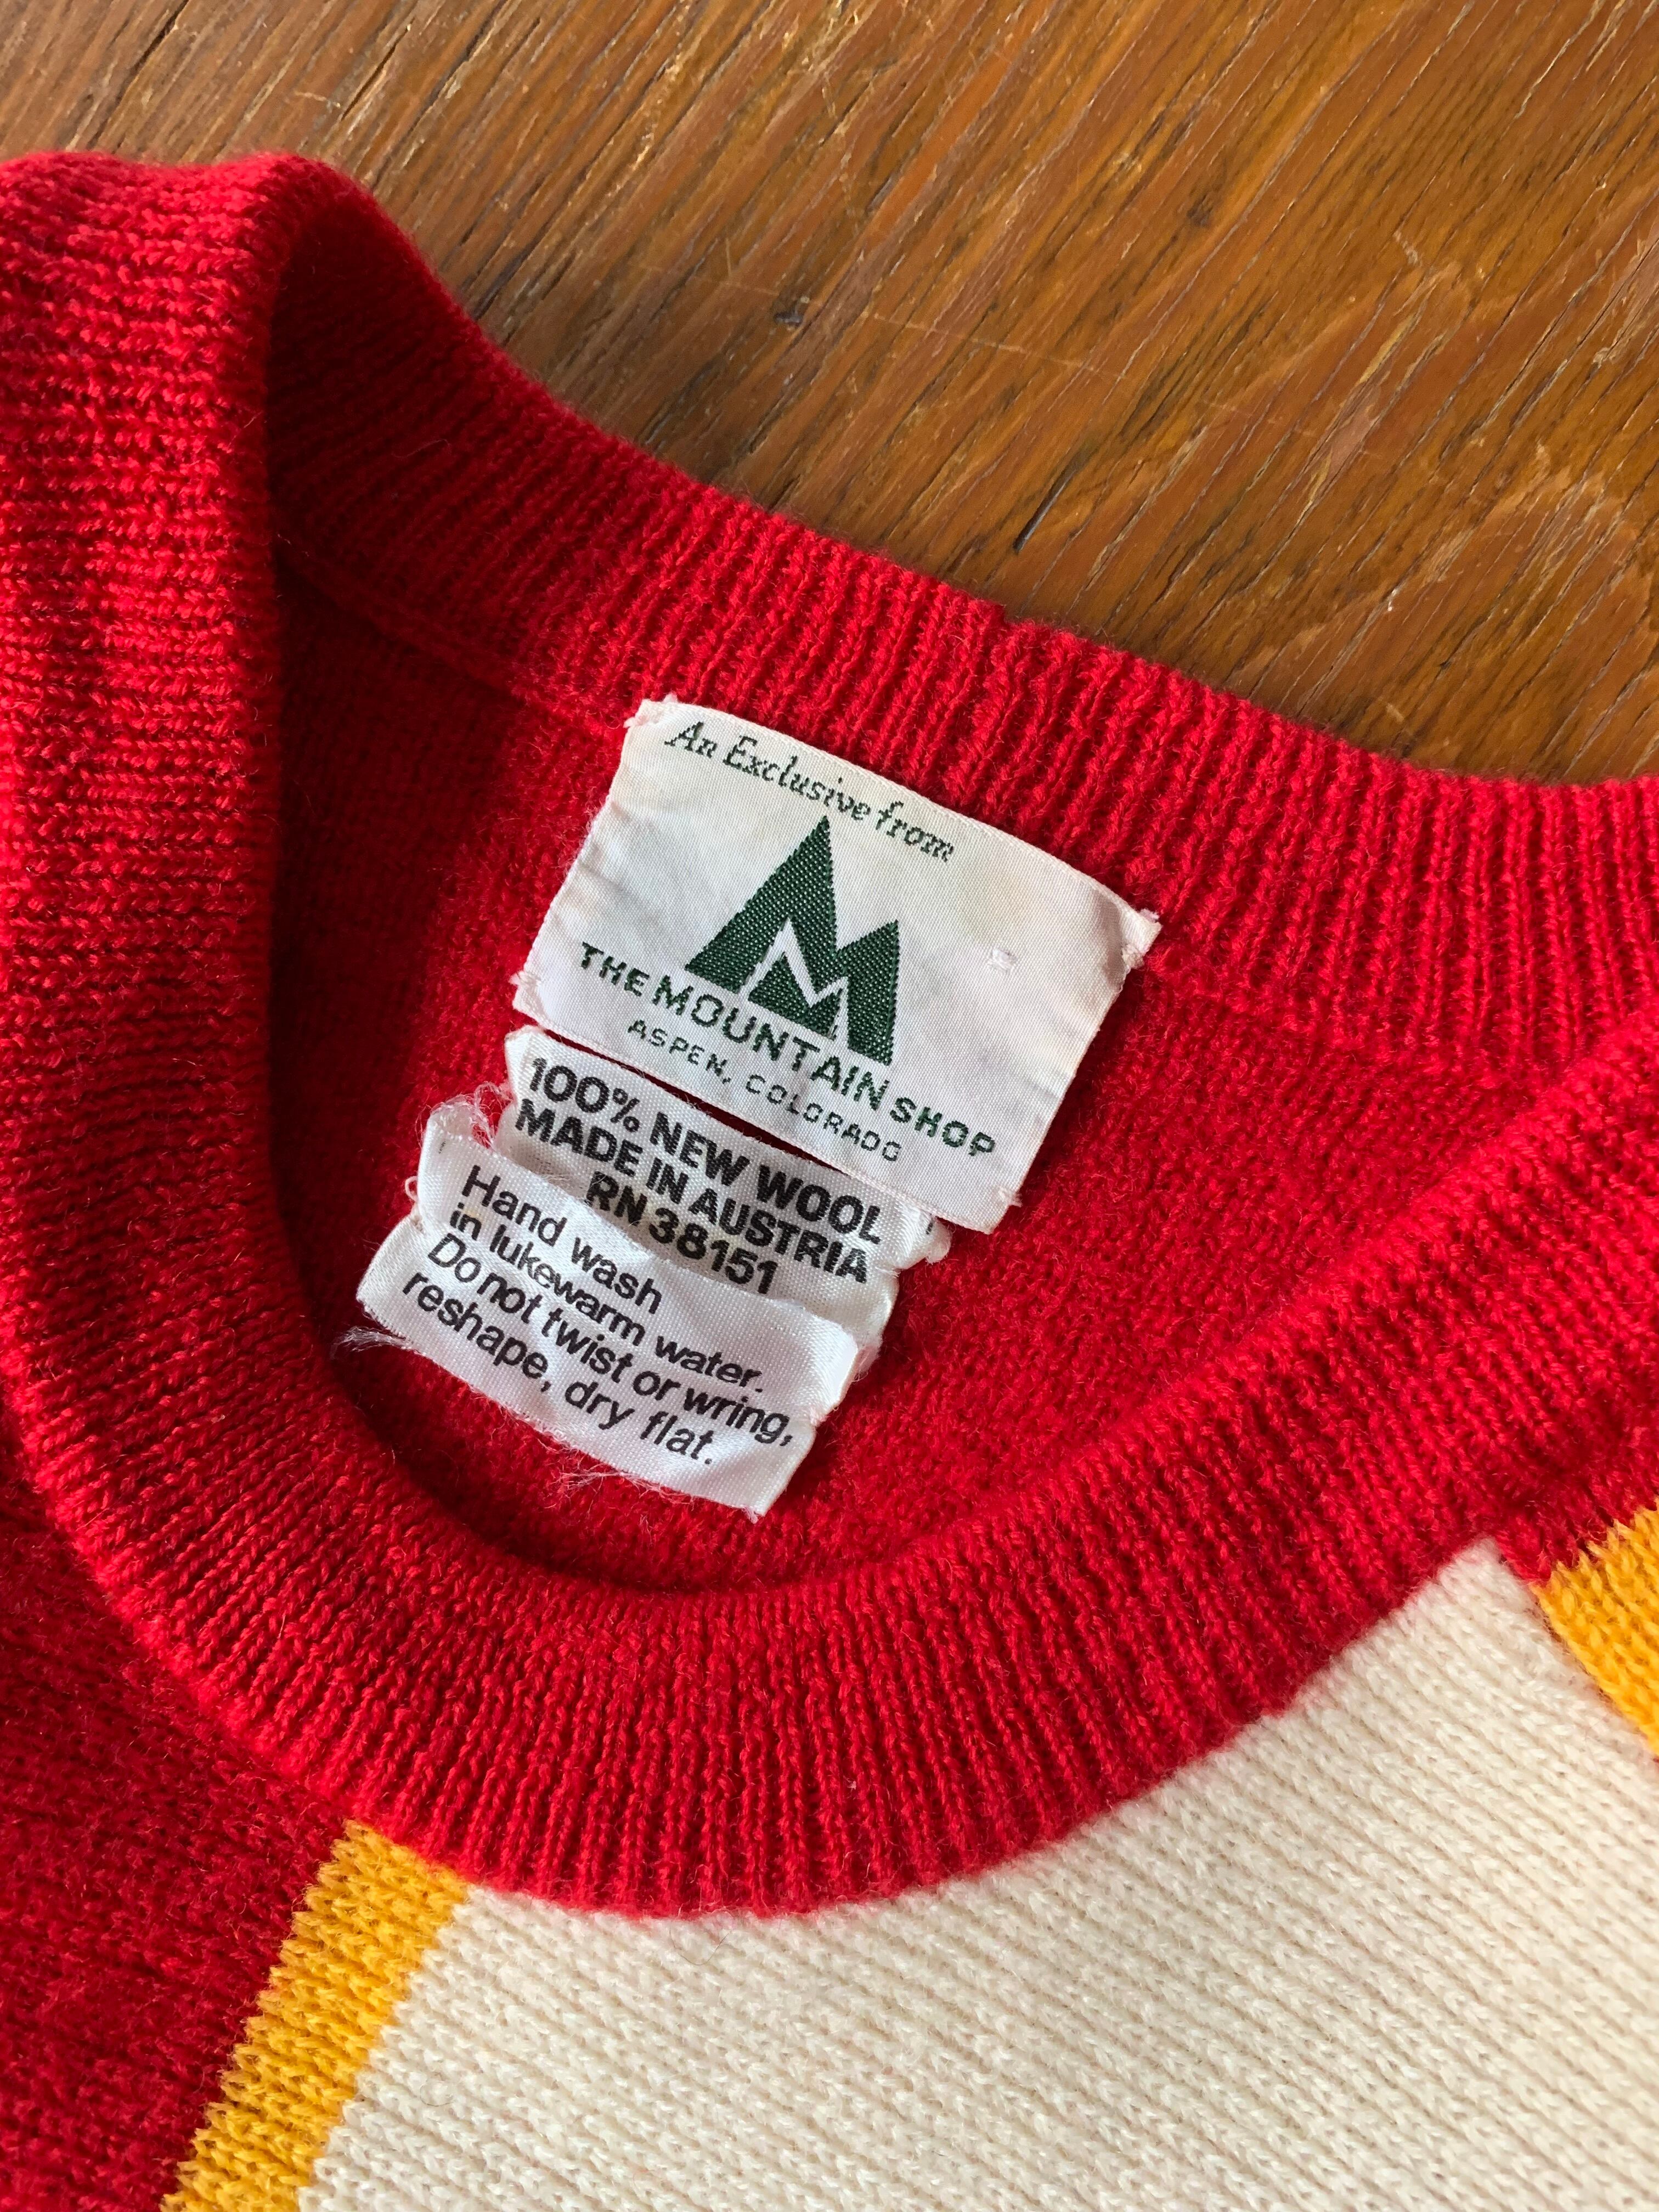 An Exclusive from
THE MOUNTAIN SHOP
ASPEN, COLORADO
100% NEW WOOL
MADE IN AUSTRIA
RN 38151
Hand wash
in lukewarm water.
Do not twist or wring,
reshape, dry flat.